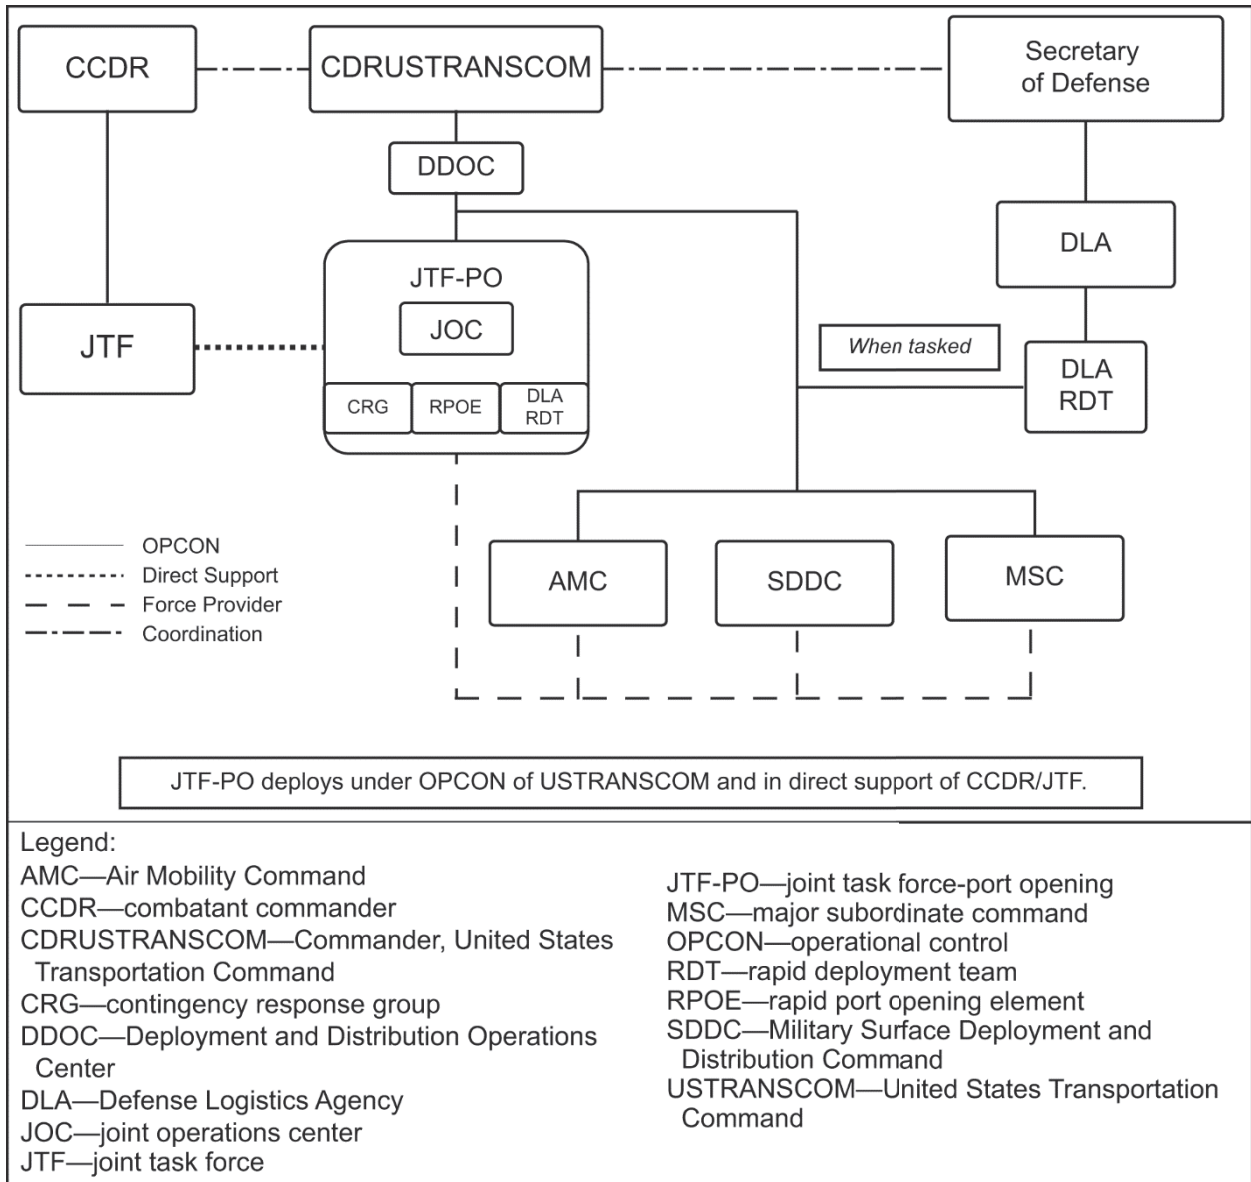 CCDR
CDRUSTRANSCOM
Secretary
of Defense
DDOC
DLA
JTF-PO
JOC
JTF
When tasked
DLA
RDT
CRG
RPOE
DLA
RDT
OPCON
Direct Support
Force Provider
Coordination
AMC
SDDC
MSC
JTF-PO deploys under OPCON of USTRANSCOM and in direct support of CCDR/JTF.
Legend:
AMC—Air Mobility Command
CCDR—combatant commander
CDRUSTRANSCOM—Commander, United States
Transportation Command
CRG—contingency response group
DDOC—Deployment and Distribution Operations
Center
DLA—Defense Logistics Agency
JOC—joint operations center
JTF—joint task force
JTF-PO—joint task force-port opening
MSC—major subordinate command
OPCON—operational control
RDT—rapid deployment team
RPOE—rapid port opening element
SDDC—Military Surface Deployment and
Distribution Command
USTRANSCOM—United States Transportation
Command